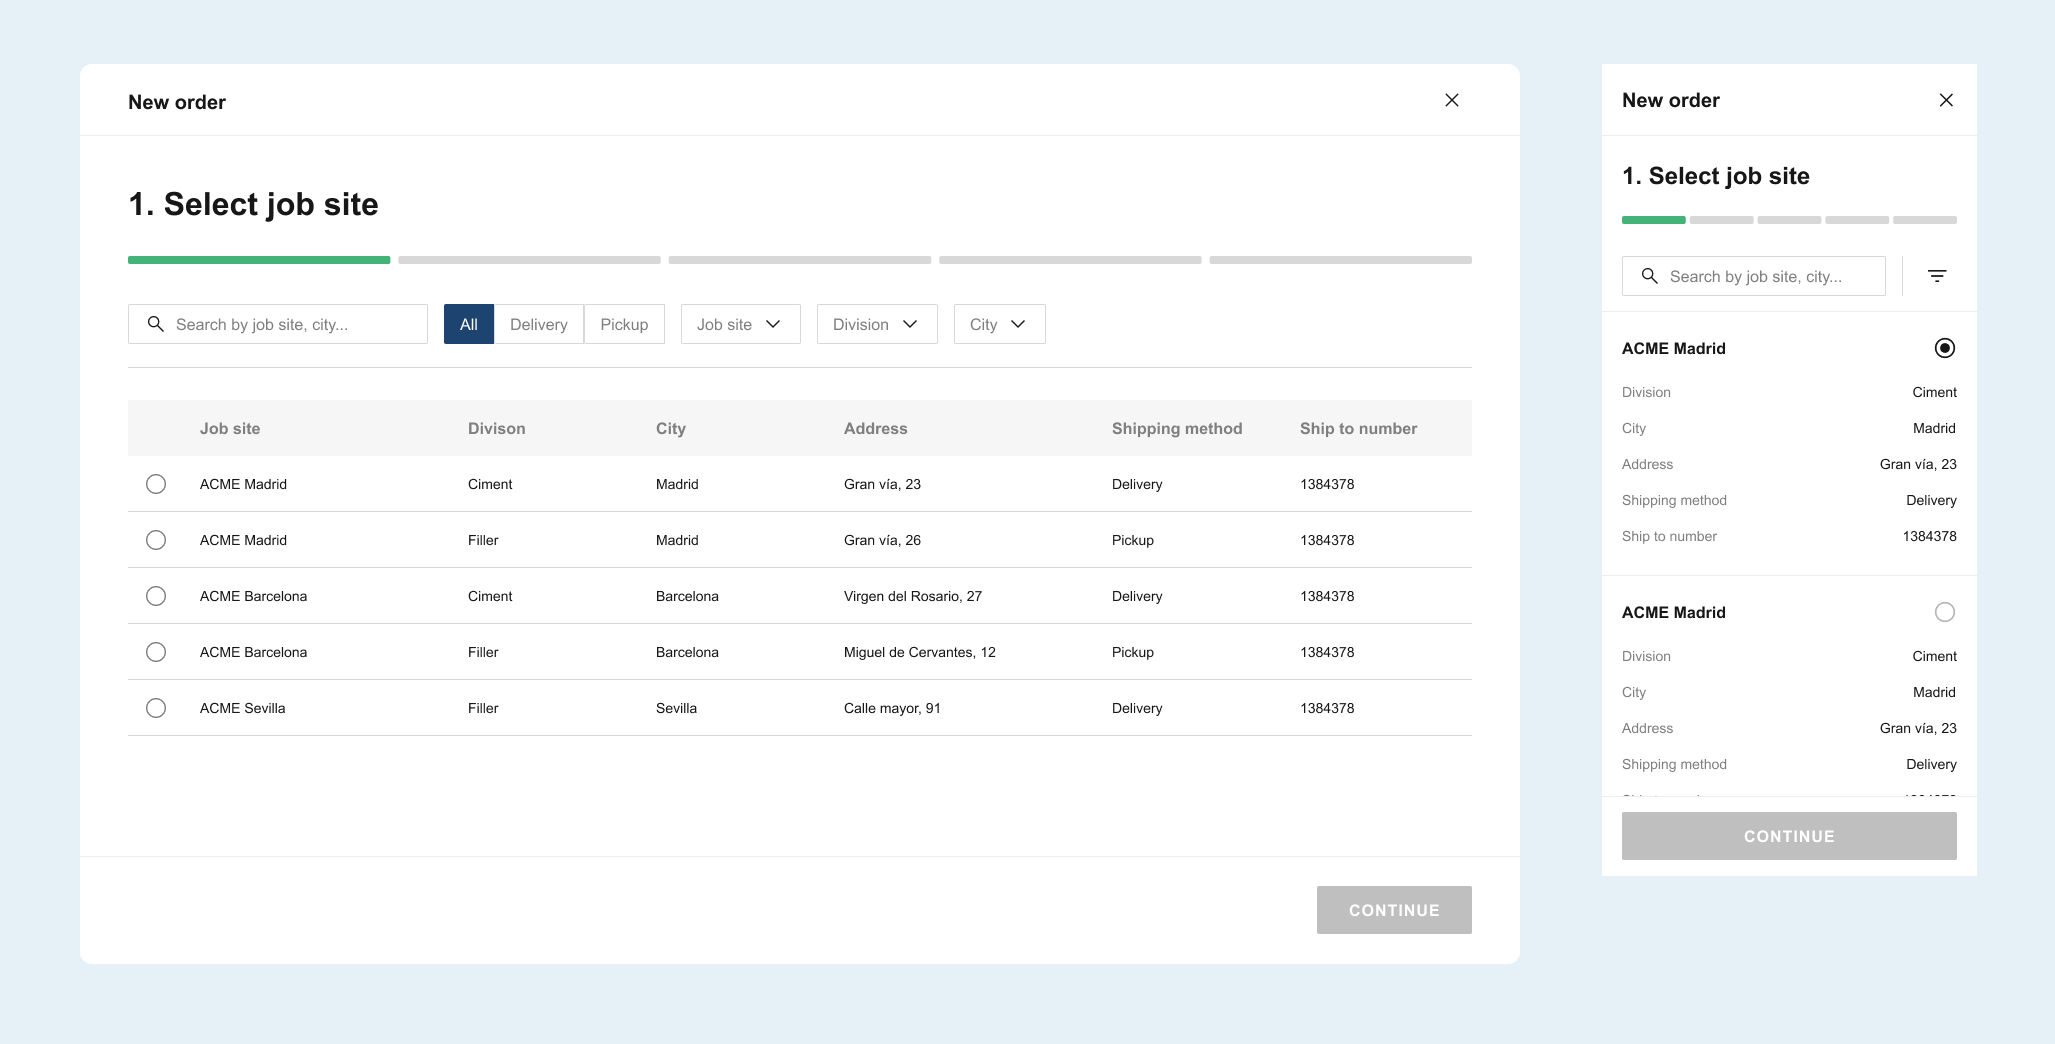 New order
1. Select job site
Search by job site, city... All Delivery Pickup Job site Division City
Job site Divison City Address Shipping method Ship to number
ACME Madrid Ciment Madrid Gran vía, 23 Delivery 1384378
ACME Madrid Filler Madrid Gran vía, 26 Pickup 1384378
ACME Barcelona Ciment Barcelona Virgen del Rosario, 27 Delivery 1384378
ACME Barcelona Filler Barcelona Miguel de Cervantes, 12 Pickup 1384378
ACME Sevilla Filler Sevilla Calle mayor, 91 Delivery 1384378
CONTINUE
New order
1. Select job site
Search by job site, city...
ACME Madrid
Division Ciment
City Madrid
Address Gran vía, 23
Shipping method Delivery
Ship to number 1384378
ACME Madrid
Division Ciment
City Madrid
Address Gran vía, 23
Shipping method Delivery
CONTINUE